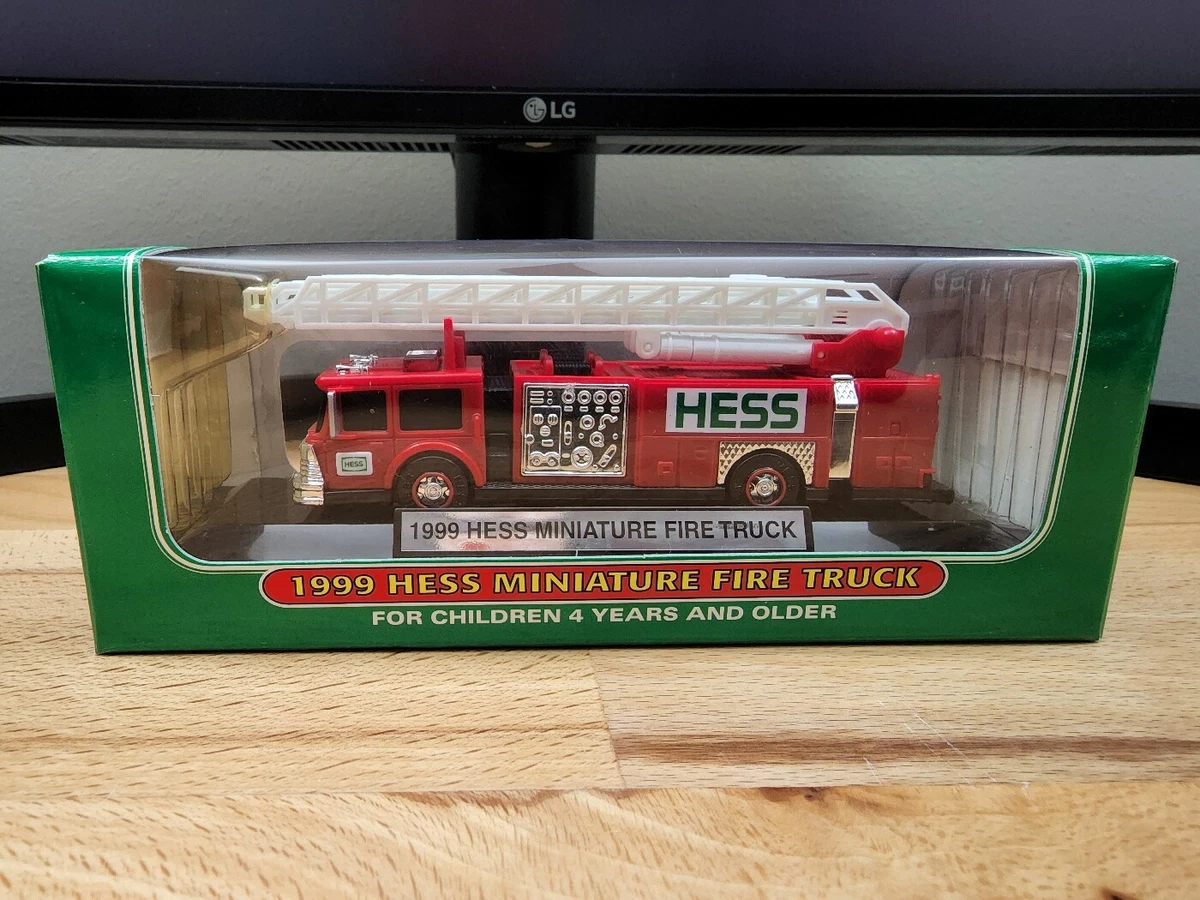 LG
HESS
HESS
1999 HESS MINIATURE FIRE TRUCK
1999 HESS MINIATURE FIRE TRUCK
FOR CHILDREN 4 YEARS AND OLDER